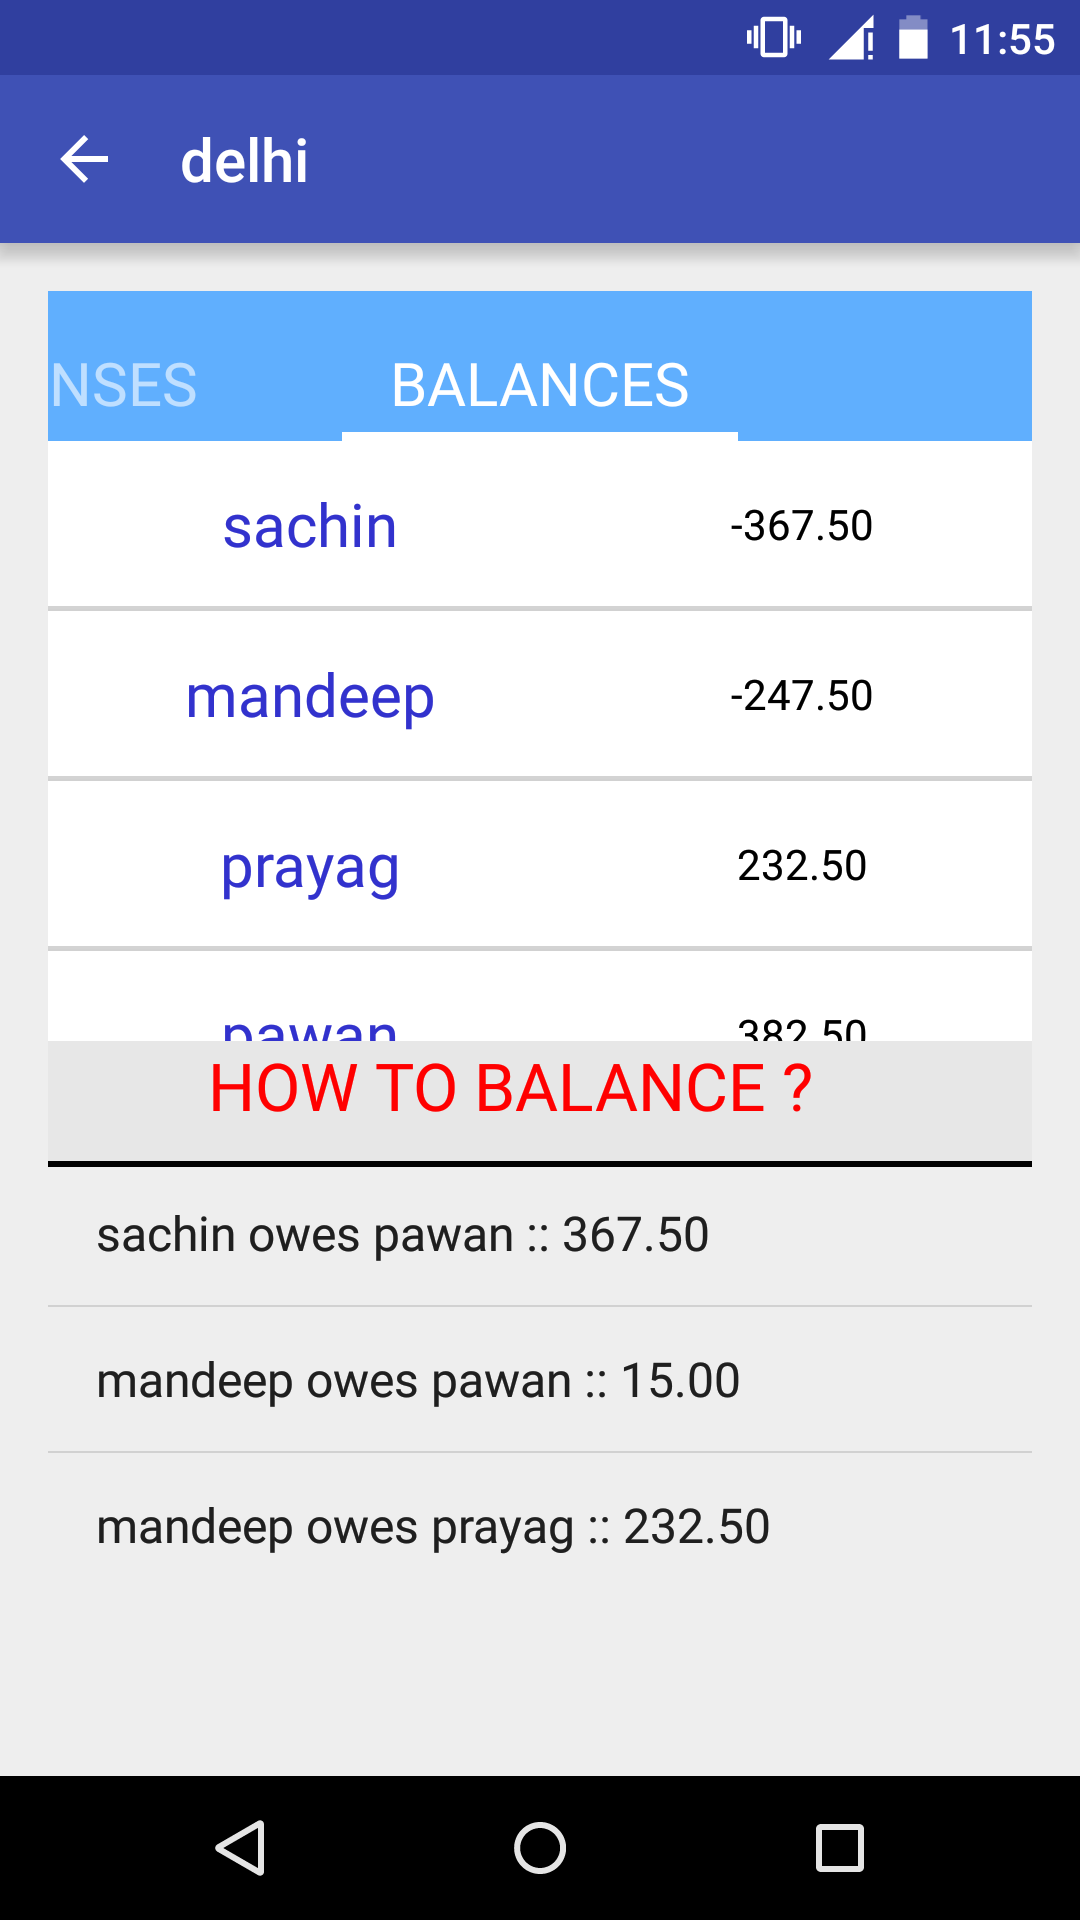 11:55
delhi
NSES BALANCES
sachin -367.50
mandeep -247.50
prayag 232.50
pawan 382.50
HOW TO BALANCE ?
sachin owes pawan :: 367.50
mandeep owes pawan :: 15.00
mandeep owes prayag :: 232.50